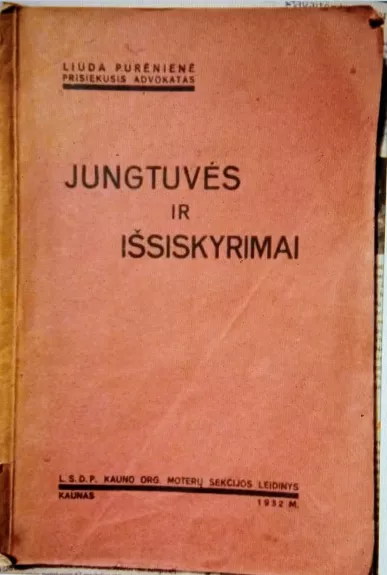 LIUDA PURĖNIENĖ
PRISIEKUSIS ADVOKATAS
JUNGTUVĖS
IR
IŠSISKYRIMAI
L. S. D. P. KAUNO ORG. MOTERŲ SEKCIJOS LEIDINYS
KAUNAS
1932 M.